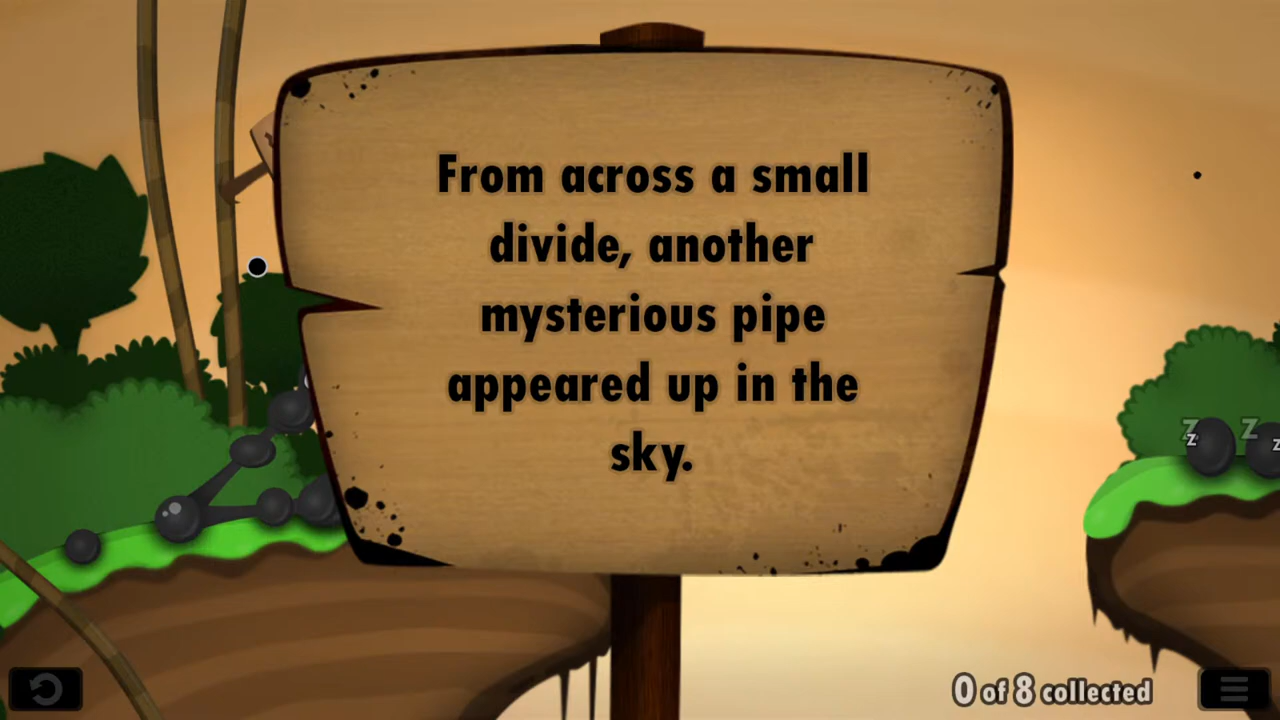 From across a small
divide, another
mysterious pipe
appeared up in the
sky.
Z
Z
Z
Z
0 of 8 collected